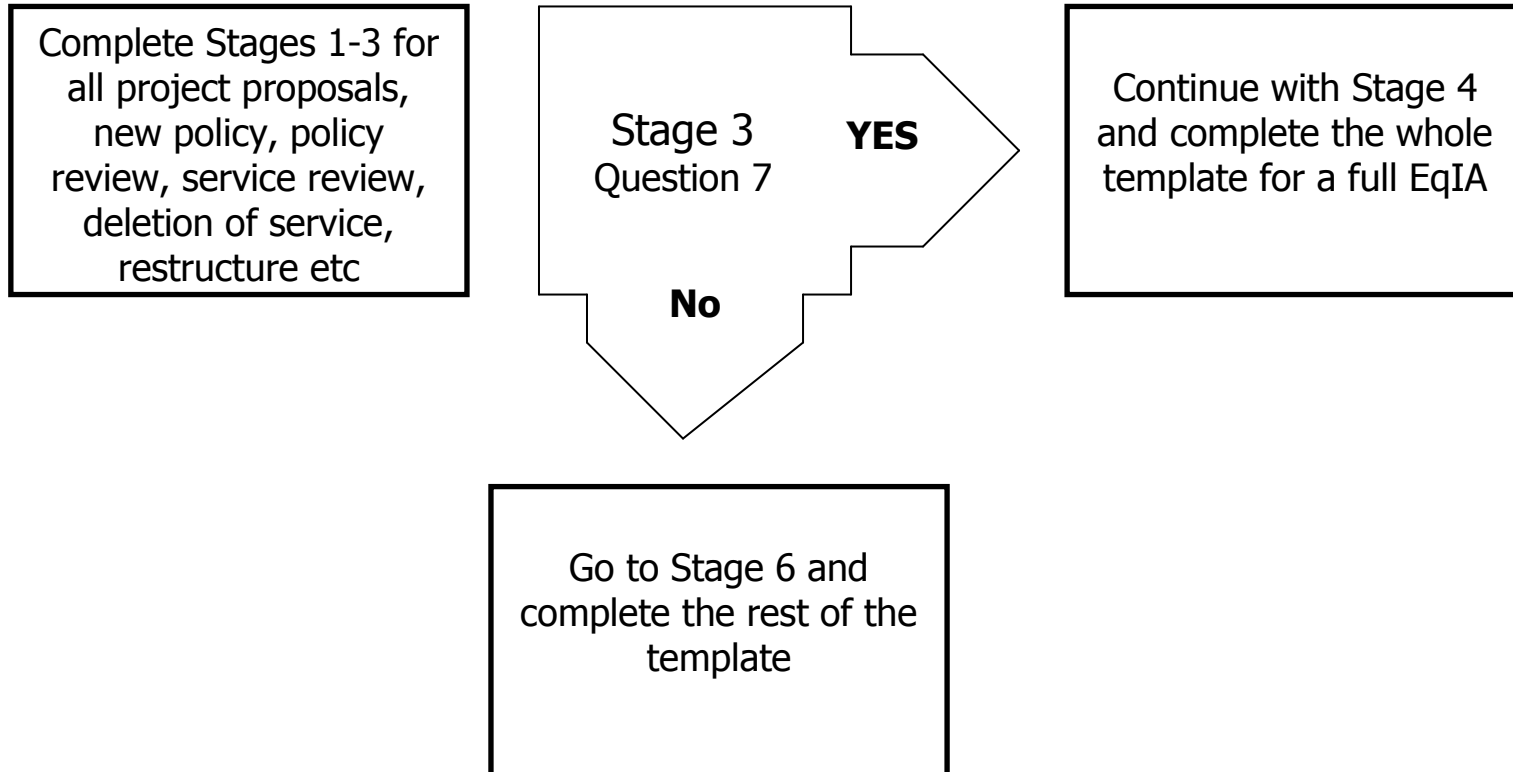 Complete Stages 1-3 for
all project proposals,
new policy, policy
review, service review,
deletion of service,
restructure etc
Stage 3
Question 7
YES
No
Continue with Stage 4
and complete the whole
template for a full EqIA
Go to Stage 6 and
complete the rest of the
template